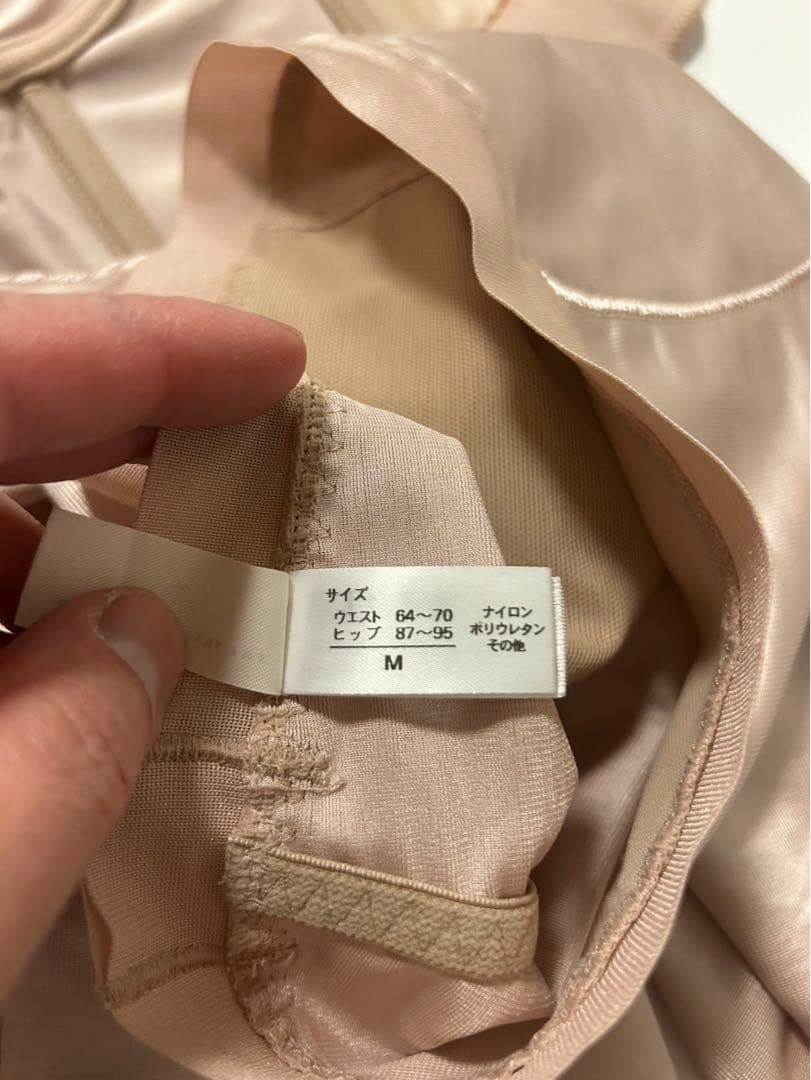 サイズ
ウエスト 64〜70
ヒップ 87〜95
M
ナイロン
ポリウレタン
その他